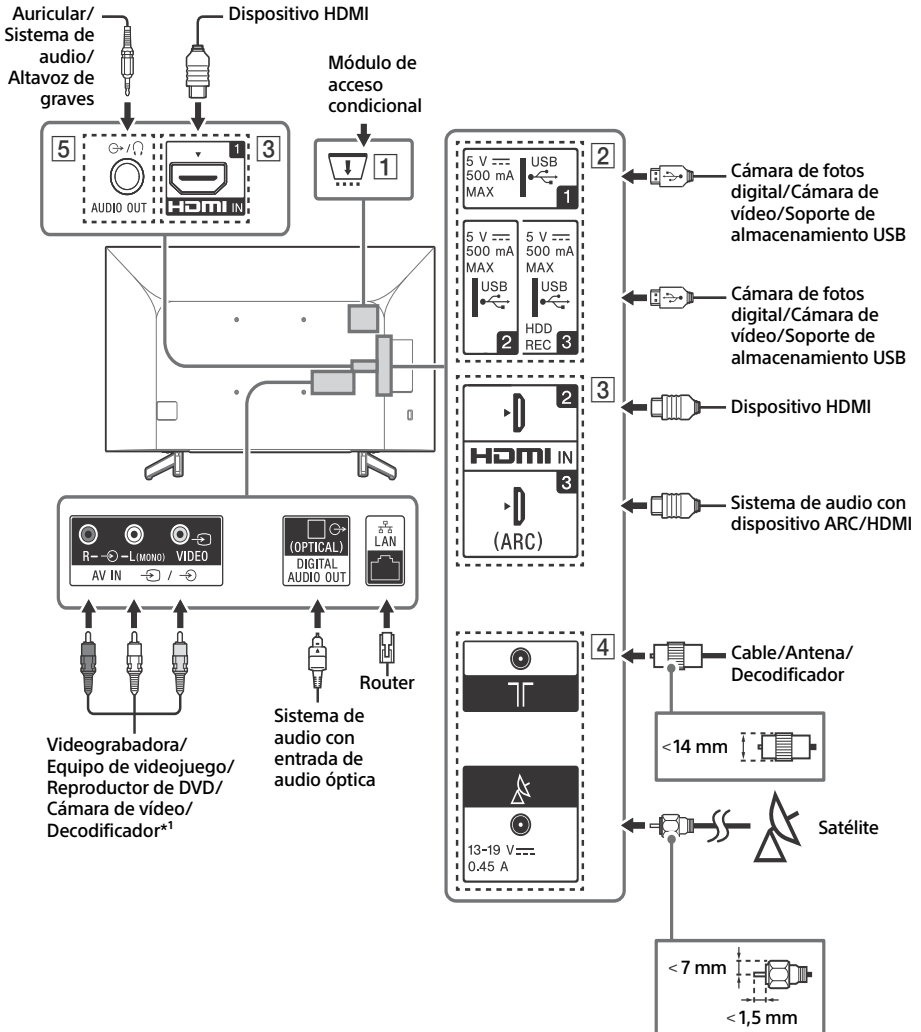 Auricular/
Sistema de
audio/
Altavoz de
graves
Dispositivo HDMI
Módulo de
acceso
condicional
5
AUDIO OUT
1
3
HDMI IN
1
2
5 V
500 mA
MAX
USB
1
Cámara de fotos
digital/Cámara de
vídeo/Soporte de
almacenamiento USB
5 V
500 mA
MAX
USB
2
5 V
500 mA
MAX
USB
HDD
REC 3
Cámara de fotos
digital/Cámara de
vídeo/Soporte de
almacenamiento USB
3
2
HDMI IN
3
(ARC)
Dispositivo HDMI
Sistema de audio con
dispositivo ARC/HDMI
R
L(MONO)
VIDEO
AV IN
/
(OPTICAL)
DIGITAL
AUDIO OUT
LAN
Videograbadora/
Equipo de videojuego/
Reproductor de DVD/
Cámara de vídeo/
Decodificador*1
Sistema de
audio con
entrada de
audio óptica
Router
4
Cable/Antena/
Decodificador
<14 mm
13-19 V
0.45 A
Satélite
<7 mm
<1,5 mm